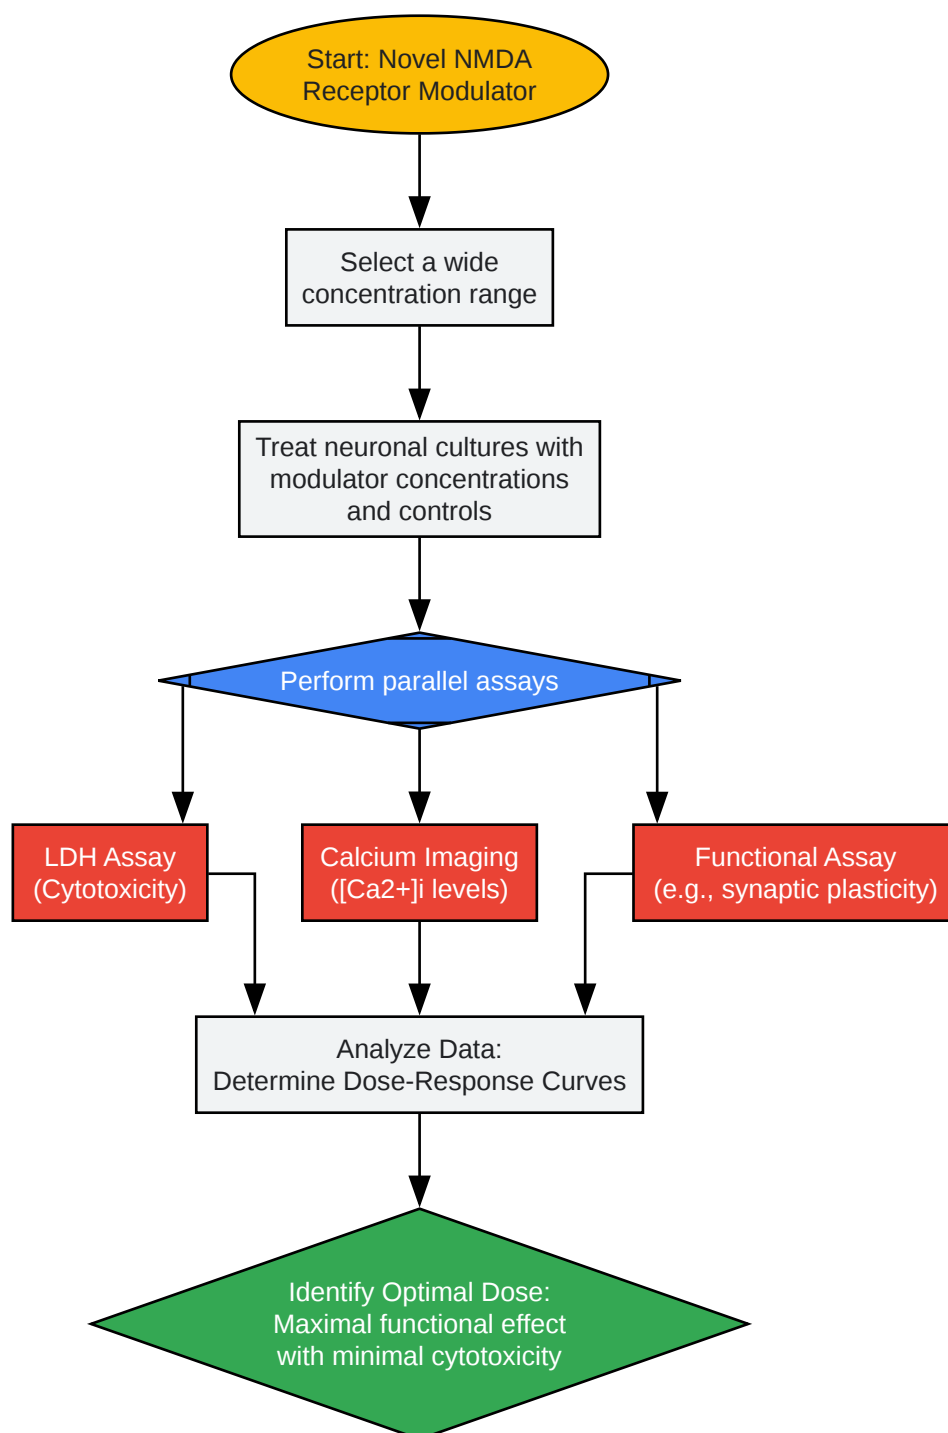 Start: Novel NMDA
Receptor Modulator
Select a wide
concentration range
Treat neuronal cultures with
modulator concentrations
and controls
Perform parallel assays
LDH Assay
(Cytotoxicity)
Calcium Imaging
([Ca2+]i levels)
Functional Assay
(e.g., synaptic plasticity)
Analyze Data:
Determine Dose-Response Curves
Identify Optimal Dose:
Maximal functional effect
with minimal cytotoxicity